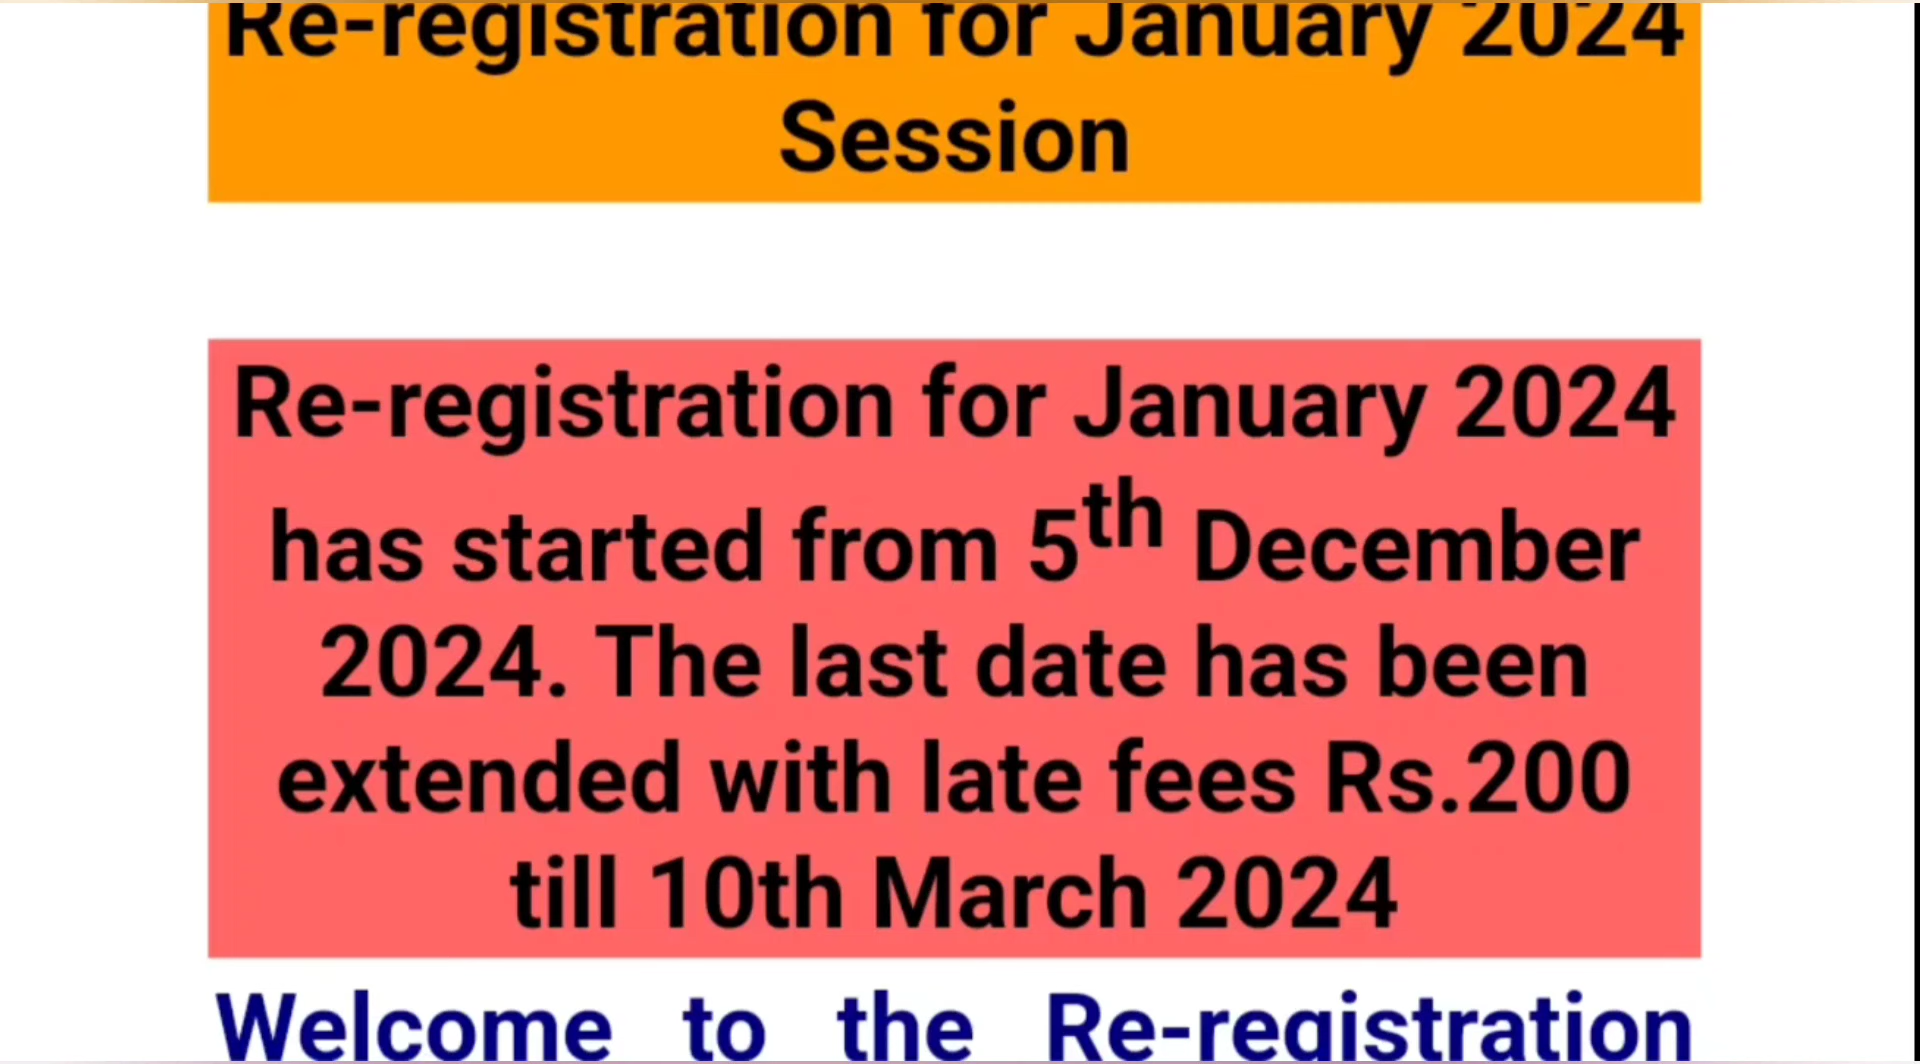 Re-registration for January 2024
Session
Re-registration for January 2024
has started from 5th December
2024. The last date has been
extended with late fees Rs.200
till 10th March 2024
Welcome to the Re-registration